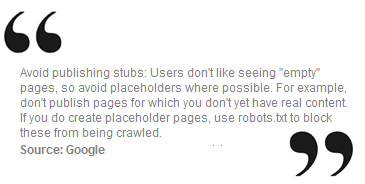 Avoid publishing stubs: Users don't like seeing "empty"
pages, so avoid placeholders where possible. For example,
don't publish pages for which you don't yet have real content.
If you do create placeholder pages, use robots.txt to block
these from being crawled.
Source: Google